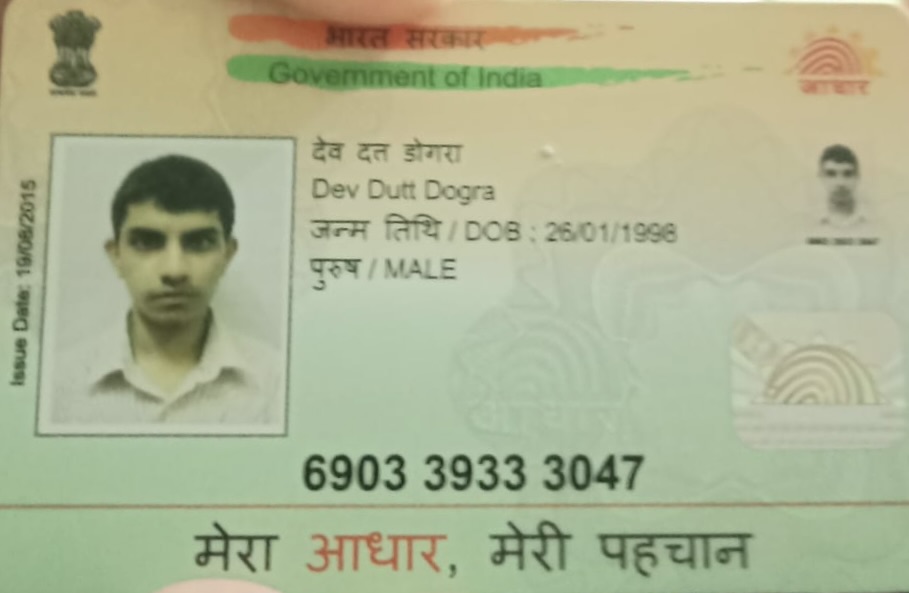 भारत सरकार
Government of India
आधार
देव दत्त डोगरा
Dev Dutt Dogra
जन्म तिथि / DOB : 26/01/1998
पुरुष / MALE
Issue Date: 19/08/2015
आधार
6903 3933 3047
मेरा आधार, मेरी पहचान